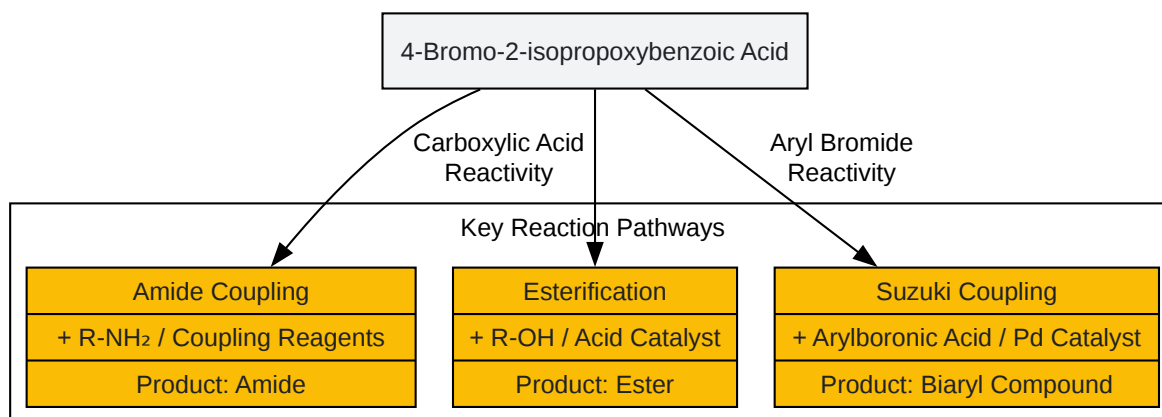 4-Bromo-2-isopropoxybenzoic Acid
Carboxylic Acid
Reactivity
Aryl Bromide
Reactivity
Key Reaction Pathways
Amide Coupling
+ R-NH₂ / Coupling Reagents
Product: Amide
Esterification
+ R-OH / Acid Catalyst
Product: Ester
Suzuki Coupling
+ Arylboronic Acid / Pd Catalyst
Product: Biaryl Compound